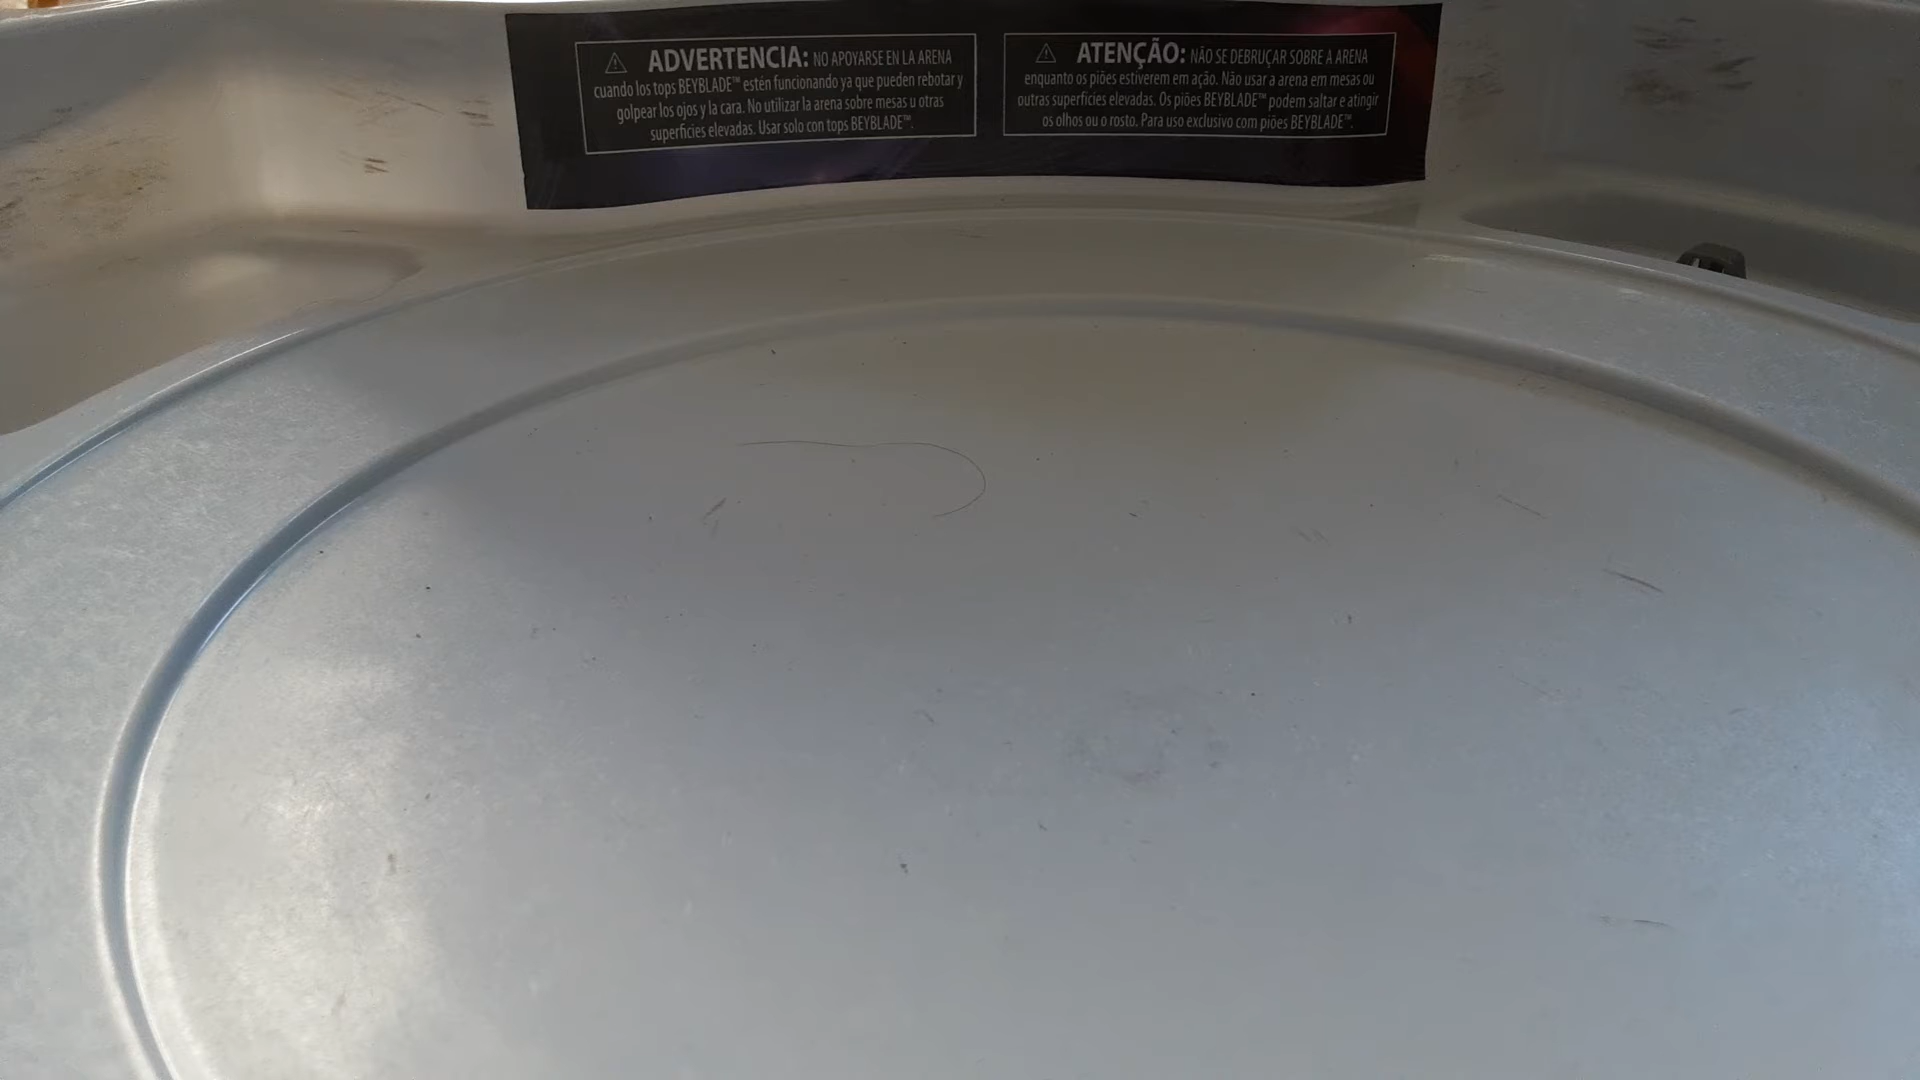 ADVERTENCIA: NO APOYARSE EN LA ARENA
cuando los tops BEYBLADE™ estén funcionando ya que pueden rebotar y
golpear los ojos y la cara. No utilizar la arena sobre mesas u otras
superficies elevadas. Usar solo con tops BEYBLADE™.
ATENÇÃO: NÃO SE DEBRUÇAR SOBRE A ARENA
enquanto os piões estiverem em ação. Não usar a arena em mesas ou
outras superfícies elevadas. Os piões BEYBLADE™ podem saltar e atingir
os olhos ou o rosto. Para uso exclusivo com piões BEYBLADE™.